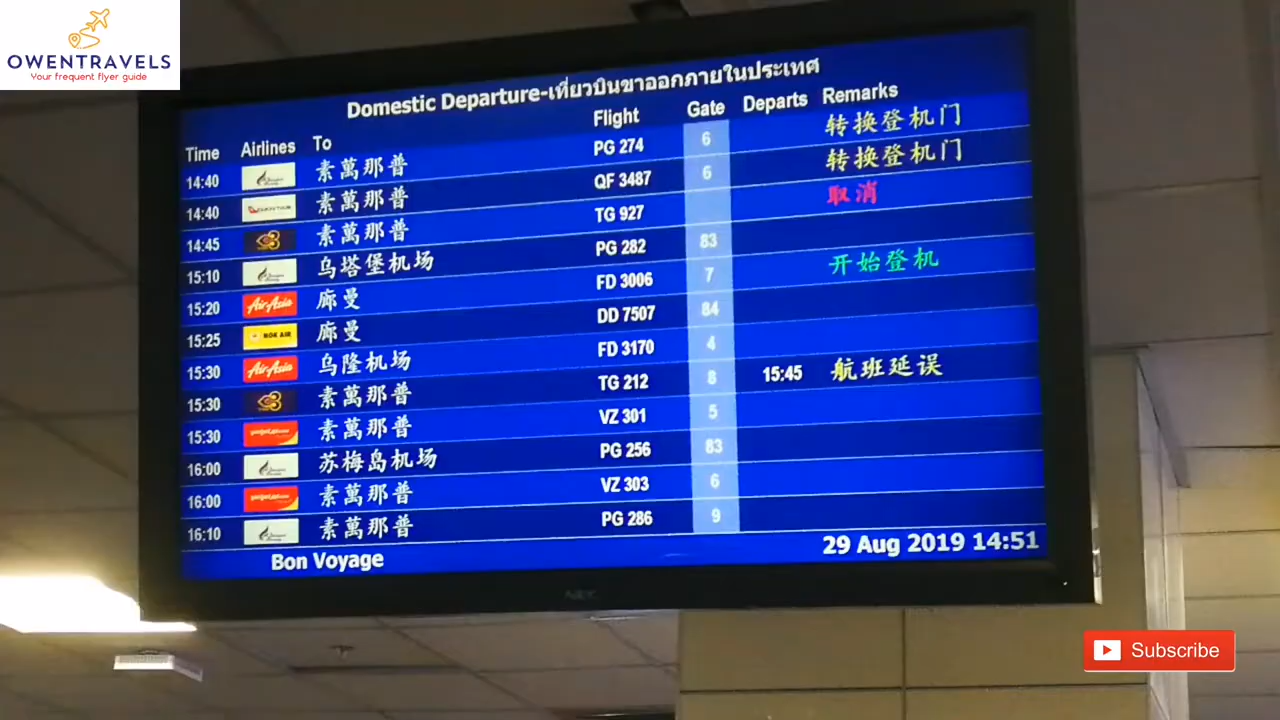 OWENTRAVELS
Your frequent flyer guide
Domestic Departure-เที่ยวบินขาออกภายในประเทศ
Time Airlines To Flight Gate Departs Remarks
14:40 素萬那普 PG 274 6 转换登机门
14:40 素萬那普 QF 3487 6 转换登机门
14:45 素萬那普 TG 927 取消
15:10 乌塔堡机场 PG 282 83
15:20 Air Asia 廊曼 FD 3006 7 开始登机
15:25 NOK AIR 廊曼 DD 7507 84
15:30 Air Asia 乌隆机场 FD 3170 4
15:30 素萬那普 TG 212 8 15:45 航班延误
15:30 素萬那普 VZ 301 5
16:00 苏梅岛机场 PG 256 83
16:00 素萬那普 VZ 303 6
16:10 素萬那普 PG 286 9
Bon Voyage 29 Aug 2019 14:51
NEC
Subscribe